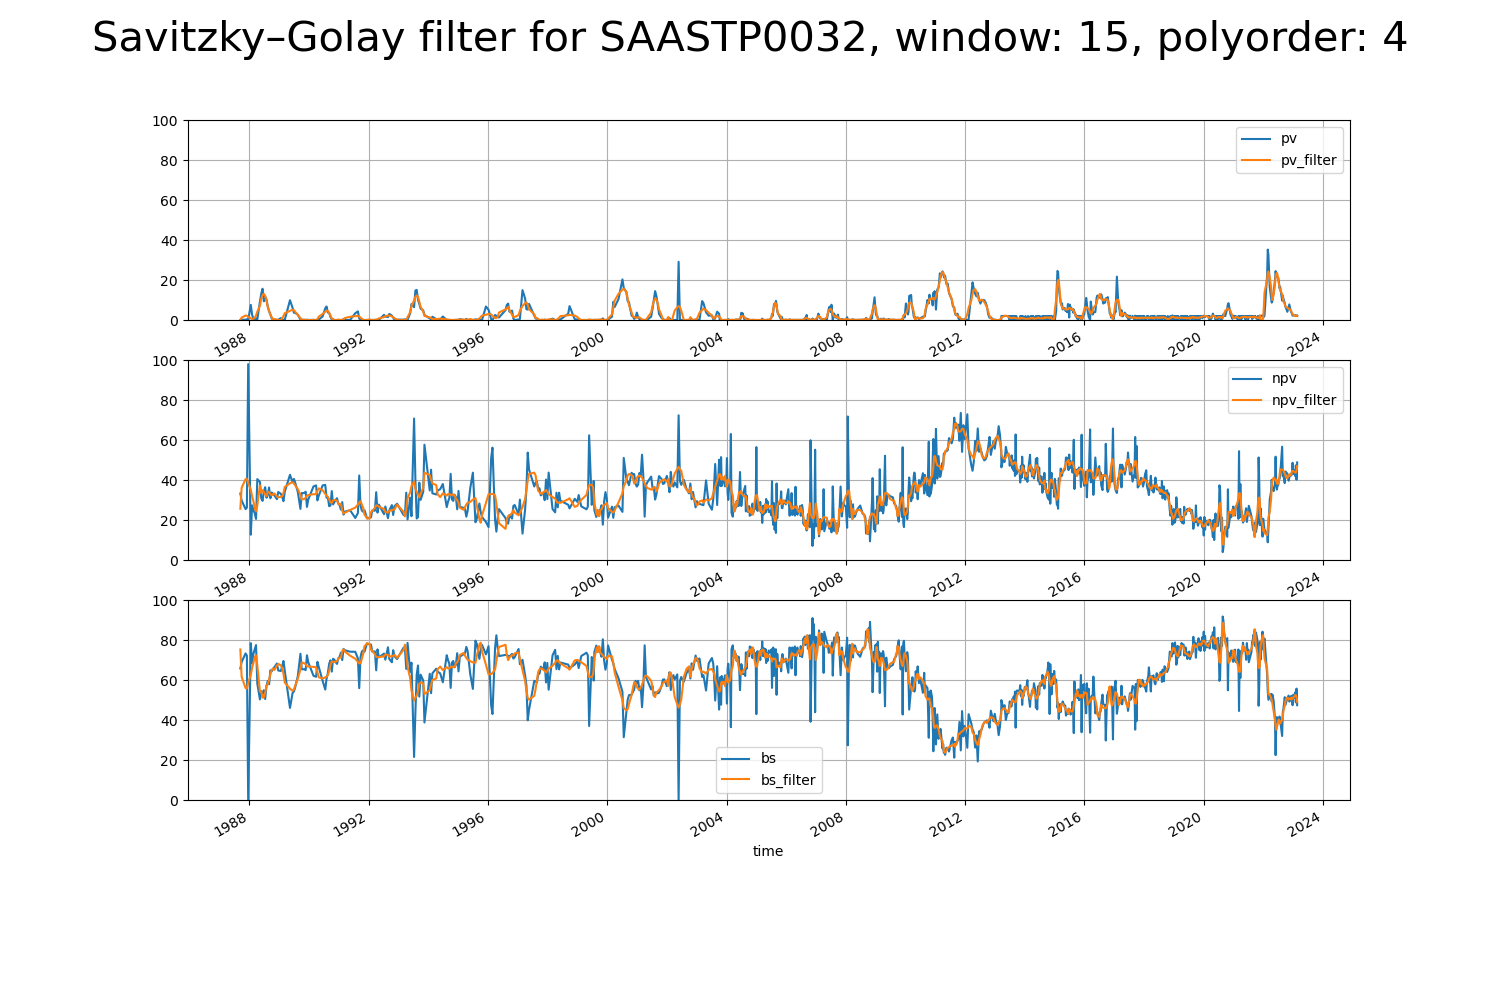 Savitzky–Golay filter for SAASTP0032, window: 15, polyorder: 4
100
80
60
40
20
0
pv
pv_filter
1988 1992 1996 2000 2004 2008 2012 2016 2020 2024
100
80
60
40
20
0
npv
npv_filter
1988 1992 1996 2000 2004 2008 2012 2016 2020 2024
100
80
60
40
20
0
bs
bs_filter
1988 1992 1996 2000 2004 2008 2012 2016 2020 2024
time